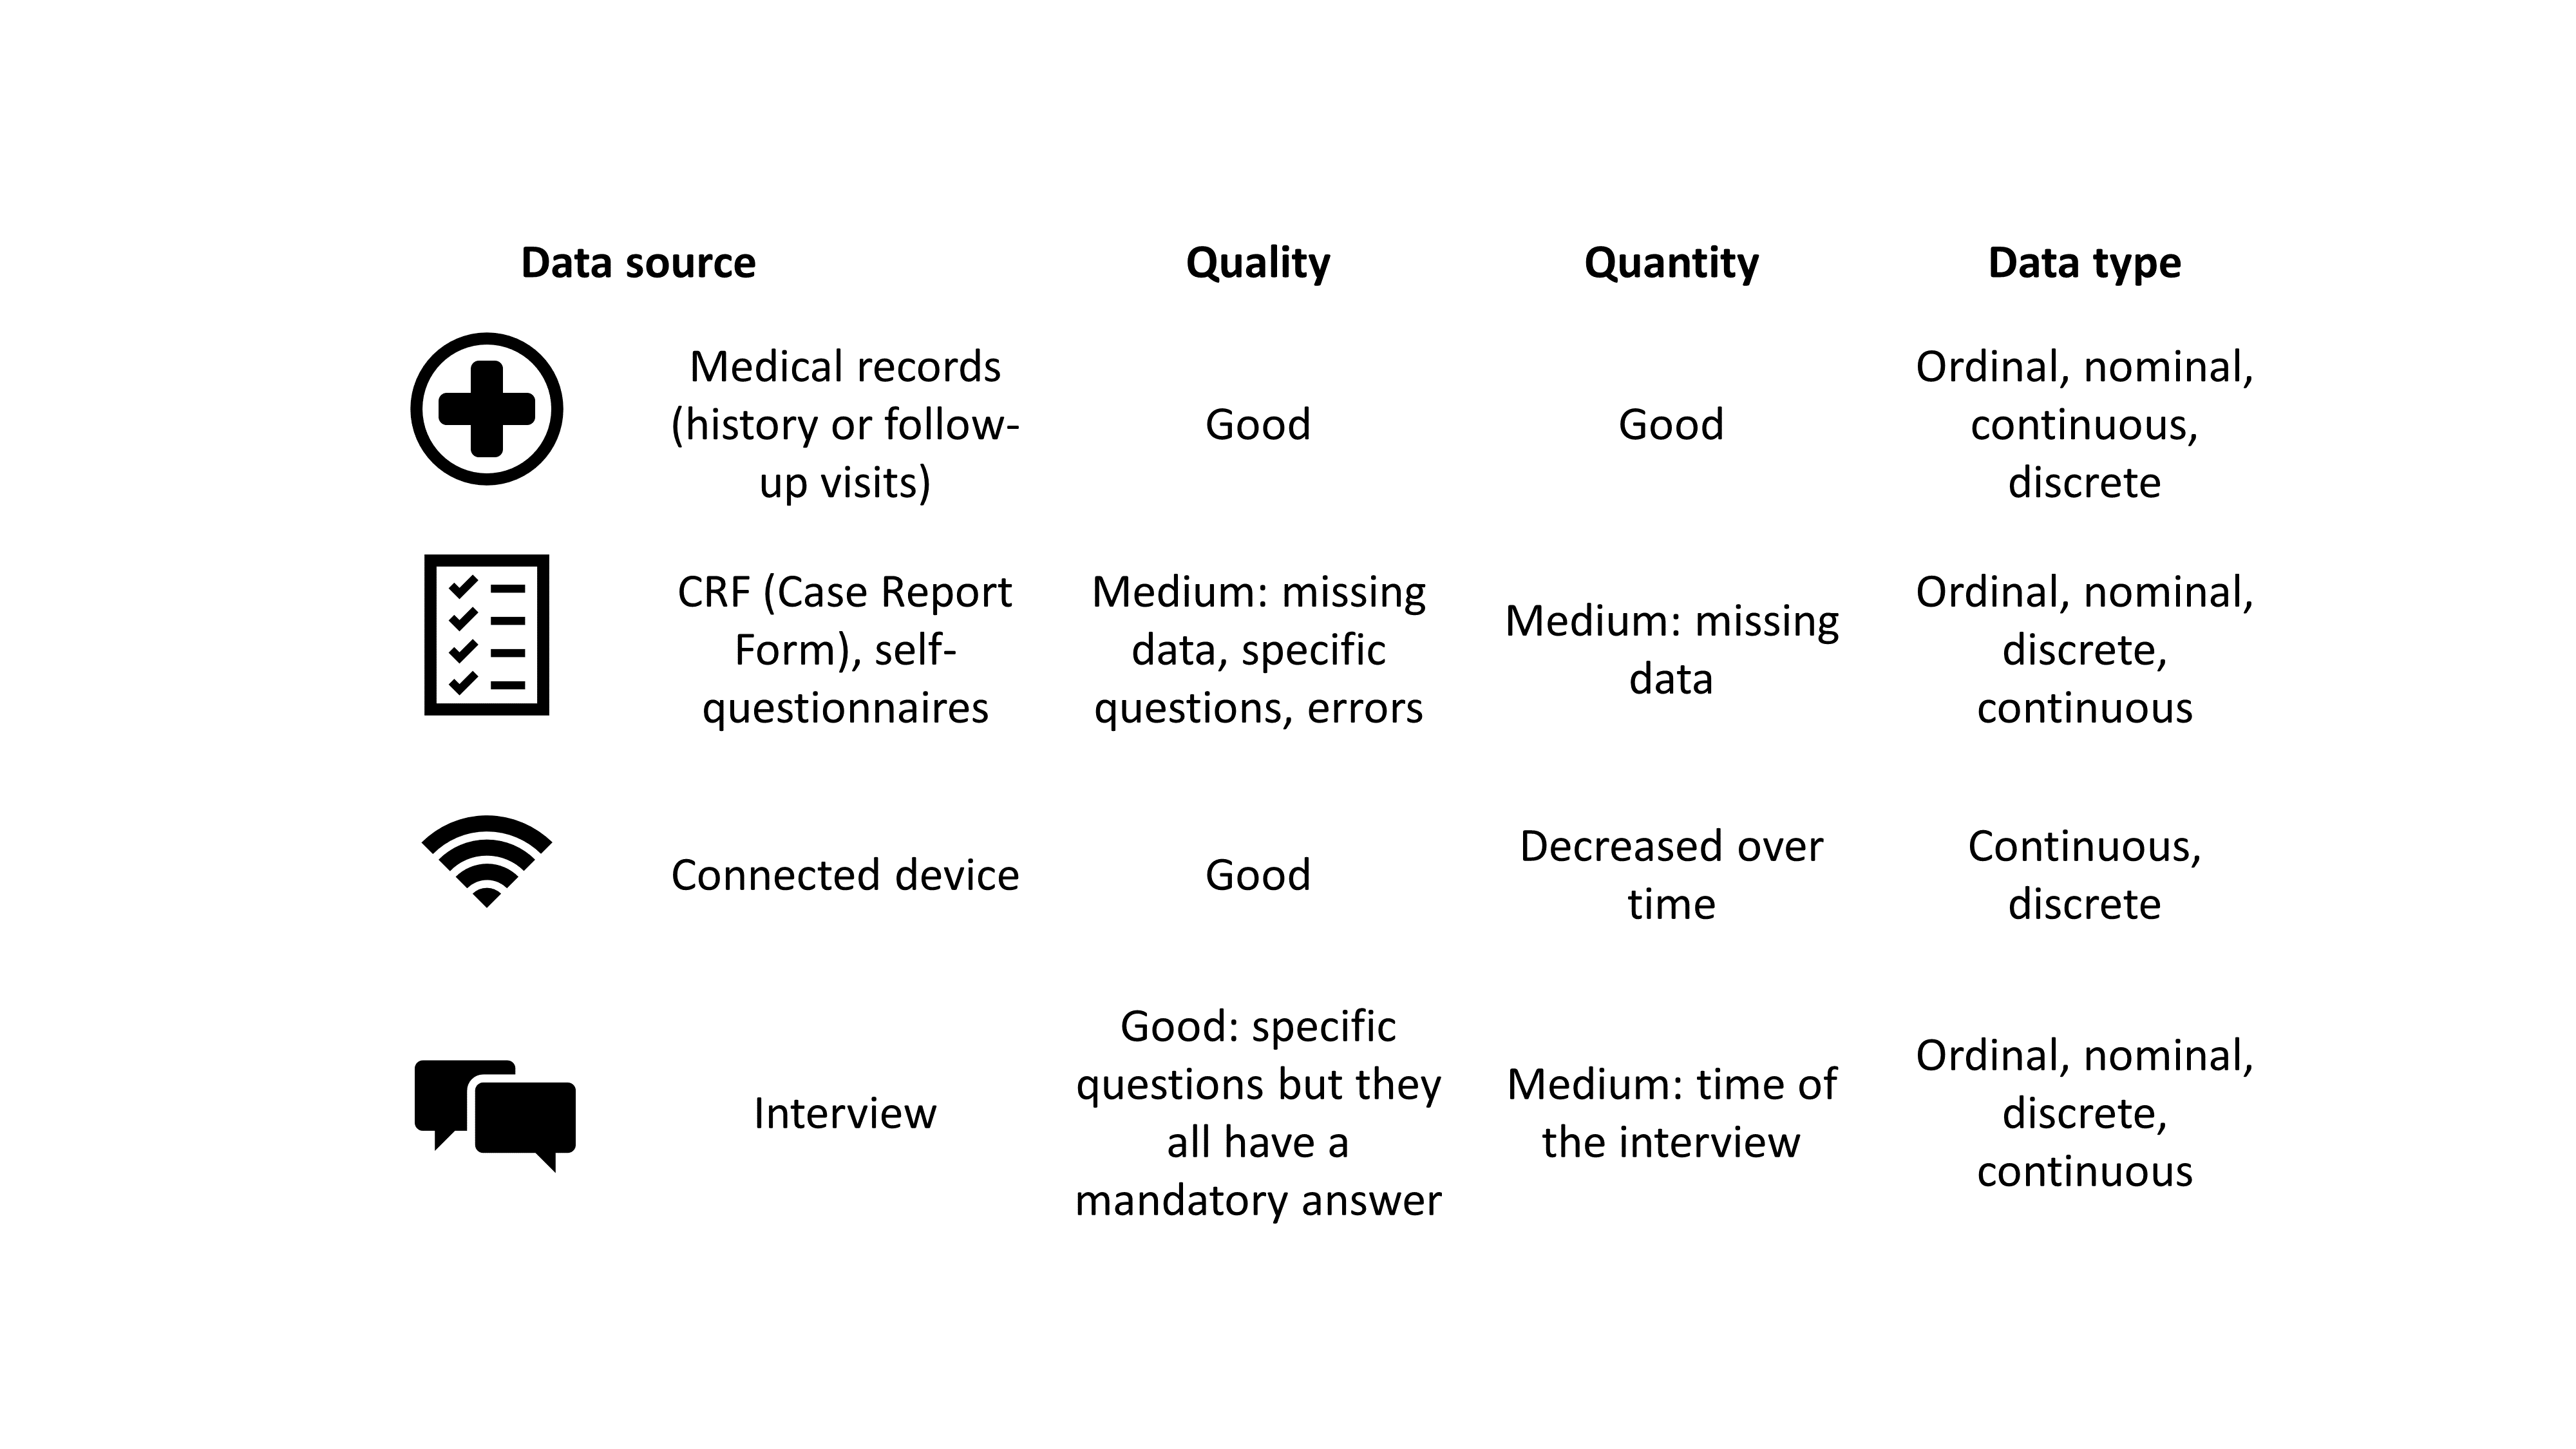 Data source Quality Quantity Data type
Medical records
(history or follow-
up visits)
Good
Good
Ordinal, nominal,
continuous,
discrete
CRF (Case Report
Form), self-
questionnaires
Medium: missing
data, specific
questions, errors
Medium: missing
data
Ordinal, nominal,
discrete,
continuous
Connected device
Good
Decreased over
time
Continuous,
discrete
Interview
Good: specific
questions but they
all have a
mandatory answer
Medium: time of
the interview
Ordinal, nominal,
discrete,
continuous